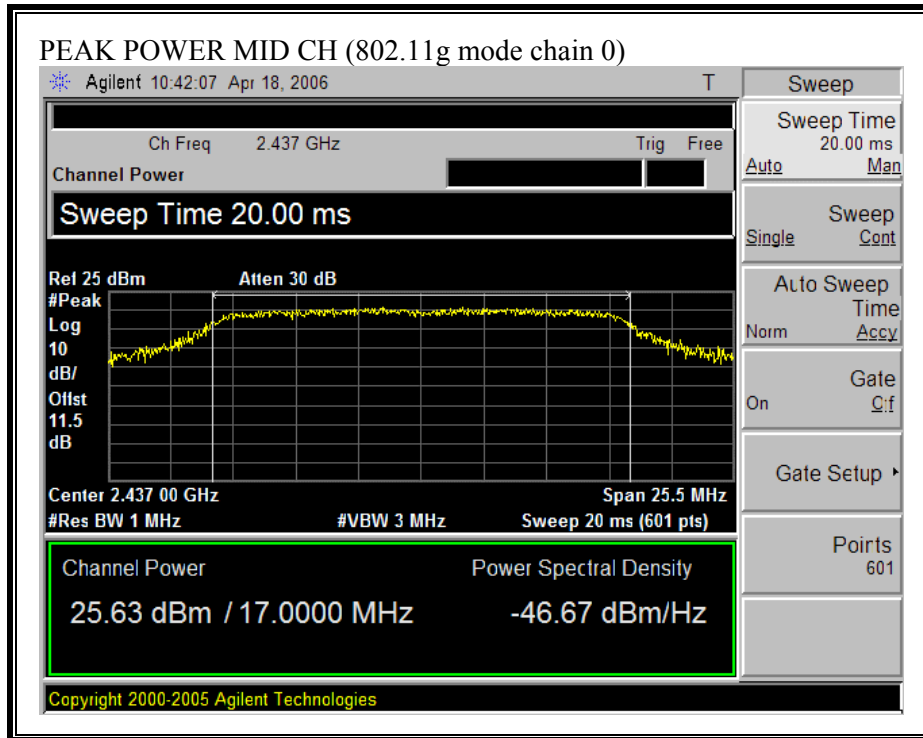 PEAK POWER MID CH (802.11g mode chain 0)
Agilent 10:42:07 Apr 18, 2006 T
Sweep
Ch Freq 2.437 GHz Trig Free
Channel Power
Sweep Time 20.00 ms
Ref 25 dBm Atten 30 dB
#Peak
Log
10
dB/
Offst
11.5
dB
Center 2.437 00 GHz Span 25.5 MHz
#Res BW 1 MHz #VBW 3 MHz Sweep 20 ms (601 pts)
Channel Power Power Spectral Density
25.63 dBm / 17.0000 MHz -46.67 dBm/Hz
Sweep Time
20.00 ms
Auto Man
Sweep
Single Cont
Auto Sweep
Time
Norm Accy
Gate
On Off
Gate Setup
Points
601
Copyright 2000-2005 Agilent Technologies